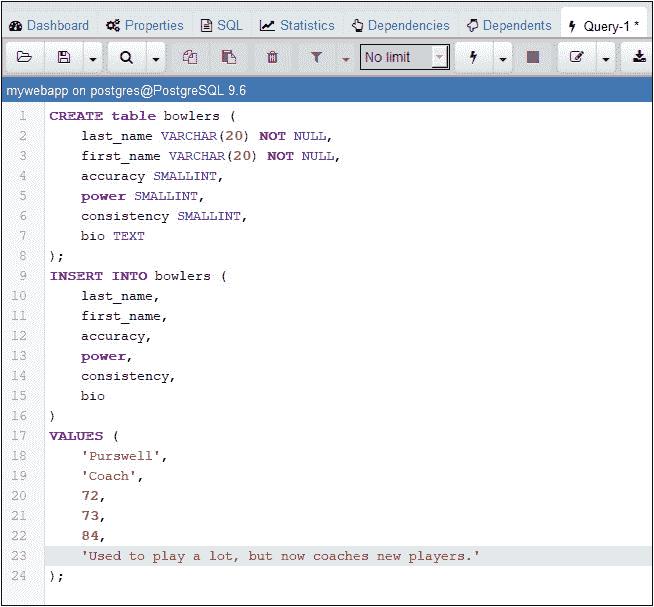 Dashboard Properties SQL Statistics Dependencies Dependents Query-1 *
No limit
mywebapp on postgres@PostgreSQL 9.6
1 CREATE table bowlers (
2     last_name VARCHAR(20) NOT NULL,
3     first_name VARCHAR(20) NOT NULL,
4     accuracy SMALLINT,
5     power SMALLINT,
6     consistency SMALLINT,
7     bio TEXT
8 );
9 INSERT INTO bowlers (
10     last_name,
11     first_name,
12     accuracy,
13     power,
14     consistency,
15     bio
16 )
17 VALUES (
18     'Purswell',
19     'Coach',
20     72,
21     73,
22     84,
23     'Used to play a lot, but now coaches new players.'
24 );